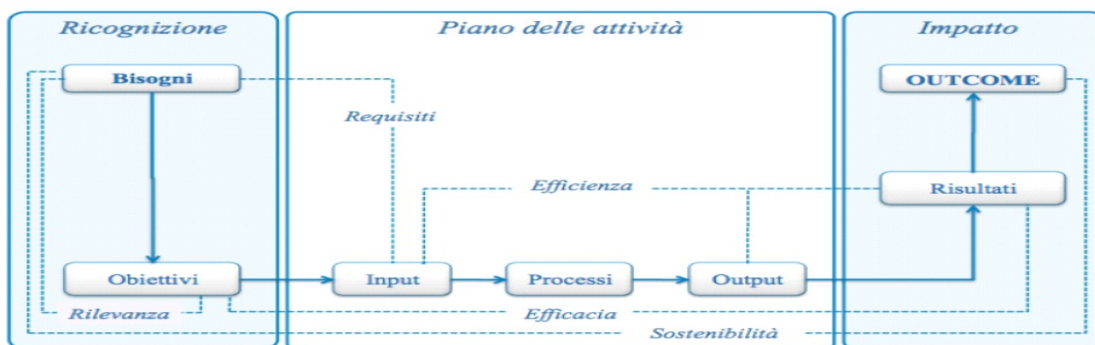 Ricognizione
Piano delle attività
Impatto
Bisogni
OUTCOME
Requisiti
Efficienza
Risultati
Obiettivi
Input
Processi
Output
Rilevanza
Efficacia
Sostenibilità